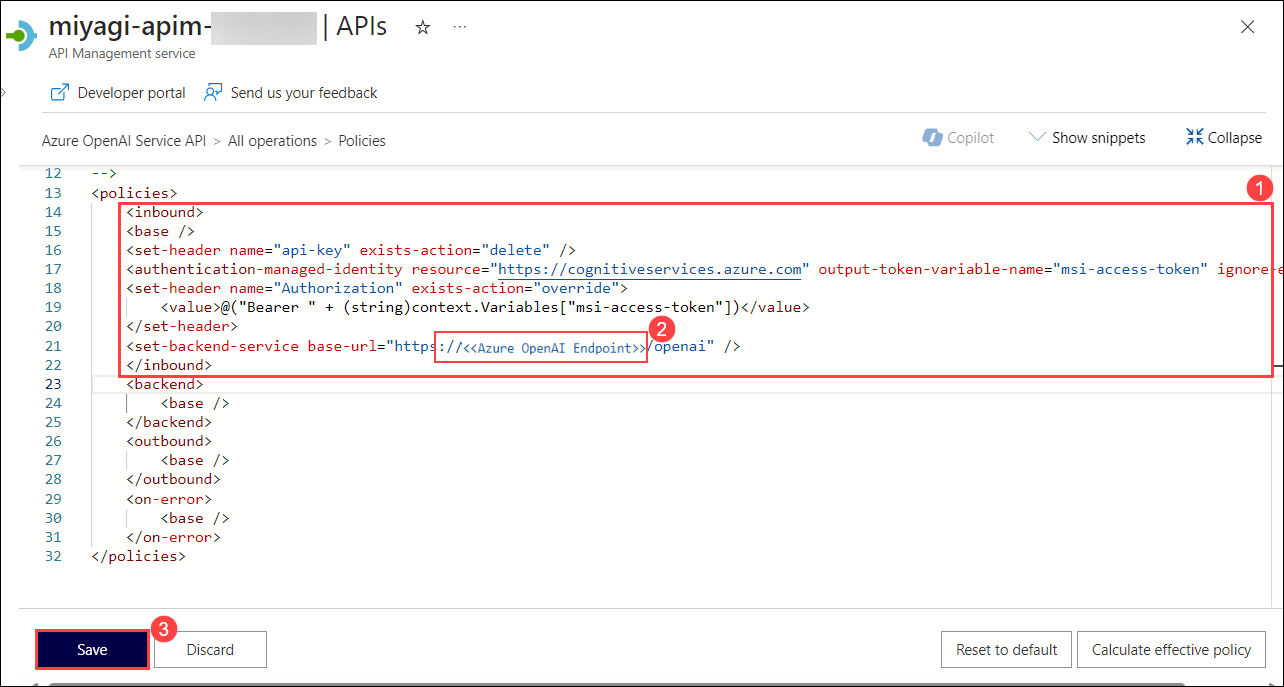 miyagi-apim- | APIs
API Management service
Developer portal Send us your feedback
Azure OpenAI Service API > All operations > Policies Copilot Show snippets Collapse
12 -->
1
13 <policies>
14 <inbound>
15 <base />
16 <set-header name="api-key" exists-action="delete" />
17 <authentication-managed-identity resource="https://cognitiveservices.azure.com" output-token-variable-name="msi-access-token" ignore-e
18 <set-header name="Authorization" exists-action="override">
19 <value>@("Bearer " + (string)context.Variables["msi-access-token"])</value>
20 </set-header>
2
21 <set-backend-service base-url="https://<<Azure OpenAI Endpoint>>/openai" />
22 </inbound>
23 <backend>
24 <base />
25 </backend>
26 <outbound>
27 <base />
28 </outbound>
29 <on-error>
30 <base />
31 </on-error>
32 </policies>
3
Save Discard Reset to default Calculate effective policy